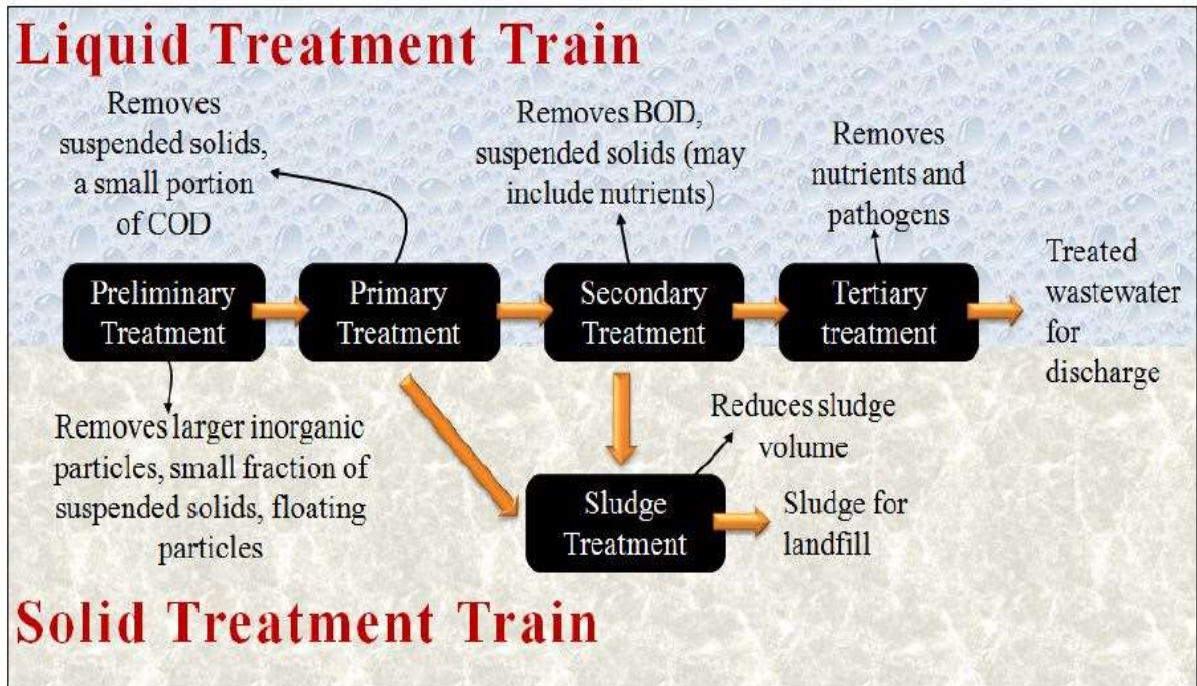 Liquid Treatment Train
Removes
suspended solids,
a small portion
of COD
Removes BOD,
suspended solids (may
include nutrients)
Removes
nutrients and
pathogens
Preliminary
Treatment
Primary
Treatment
Secondary
Treatment
Tertiary
treatment
Treated
wastewater
for
discharge
Removes larger inorganic
particles, small fraction of
suspended solids, floating
particles
Reduces sludge
volume
Sludge
Treatment
Sludge for
landfill
Solid Treatment Train